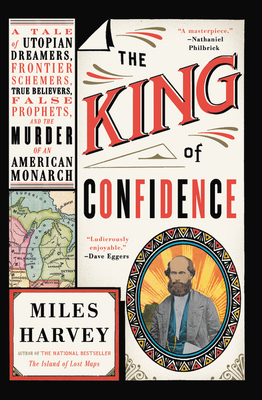 A TALE
of UTOPIAN
DREAMERS,
FRONTIER
SCHEMERS,
TRUE BELIEVERS,
FALSE
PROPHETS,
AND THE
MURDER
OF AN
AMERICAN
MONARCH
"A masterpiece."
—Nathaniel
Philbrick
THE
KING
of
CONFIDENCE
"Ludicrously
enjoyable."
—Dave Eggers
MILES
HARVEY
AUTHOR OF THE NATIONAL BESTSELLER
The Island of Lost Maps